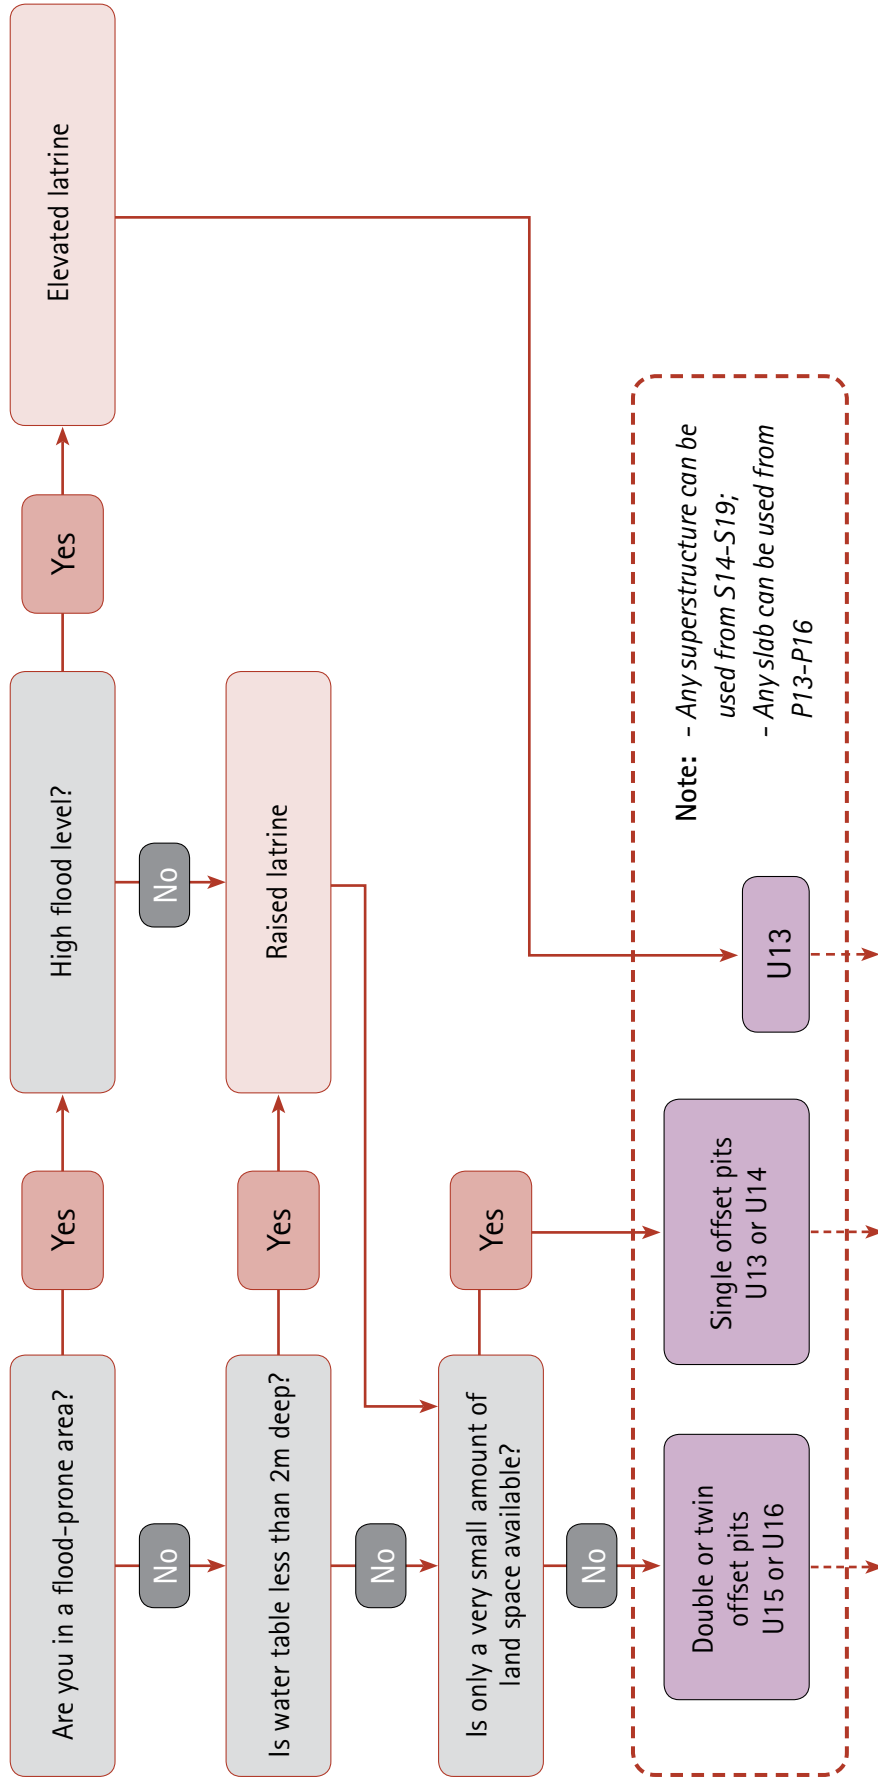 Are you in a flood-prone area?
Yes
High flood level?
Yes
Elevated latrine
No
No
Is water table less than 2m deep?
Yes
Raised latrine
No
Is only a very small amount of
land space available?
Yes
No
Double or twin
offset pits
U15 or U16
Single offset pits
U13 or U14
U13
Note: - Any superstructure can be
used from S14-S19;
- Any slab can be used from
P13-P16